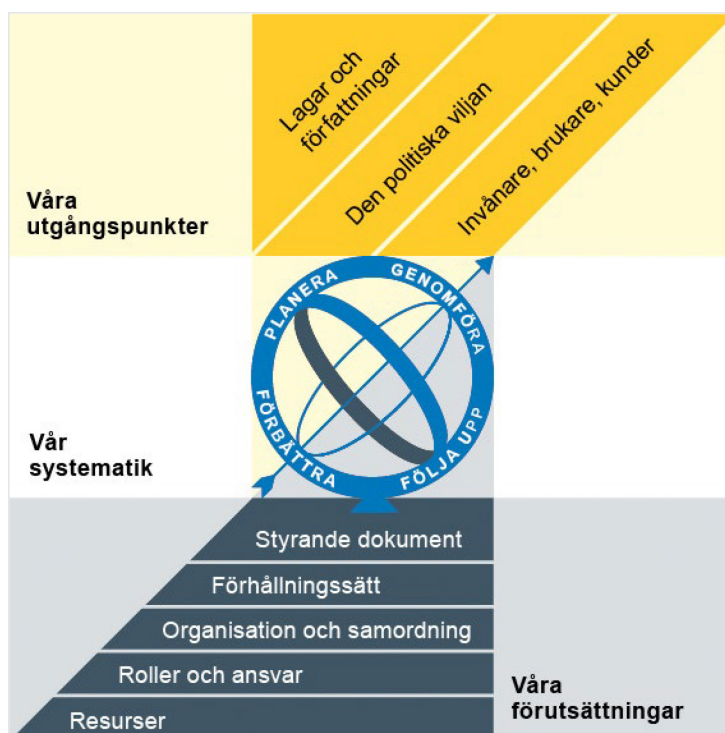 Lagar och
författningar
Den politiska viljan
Invånare, brukare, kunder
Våra
utgångspunkter
PLANERA
GENOMFÖRA
FÖRBÄTTRA
FÖLJA UPP
Vår
systematik
Styrande dokument
Förhållningssätt
Organisation och samordning
Roller och ansvar
Resurser
Våra
förutsättningar